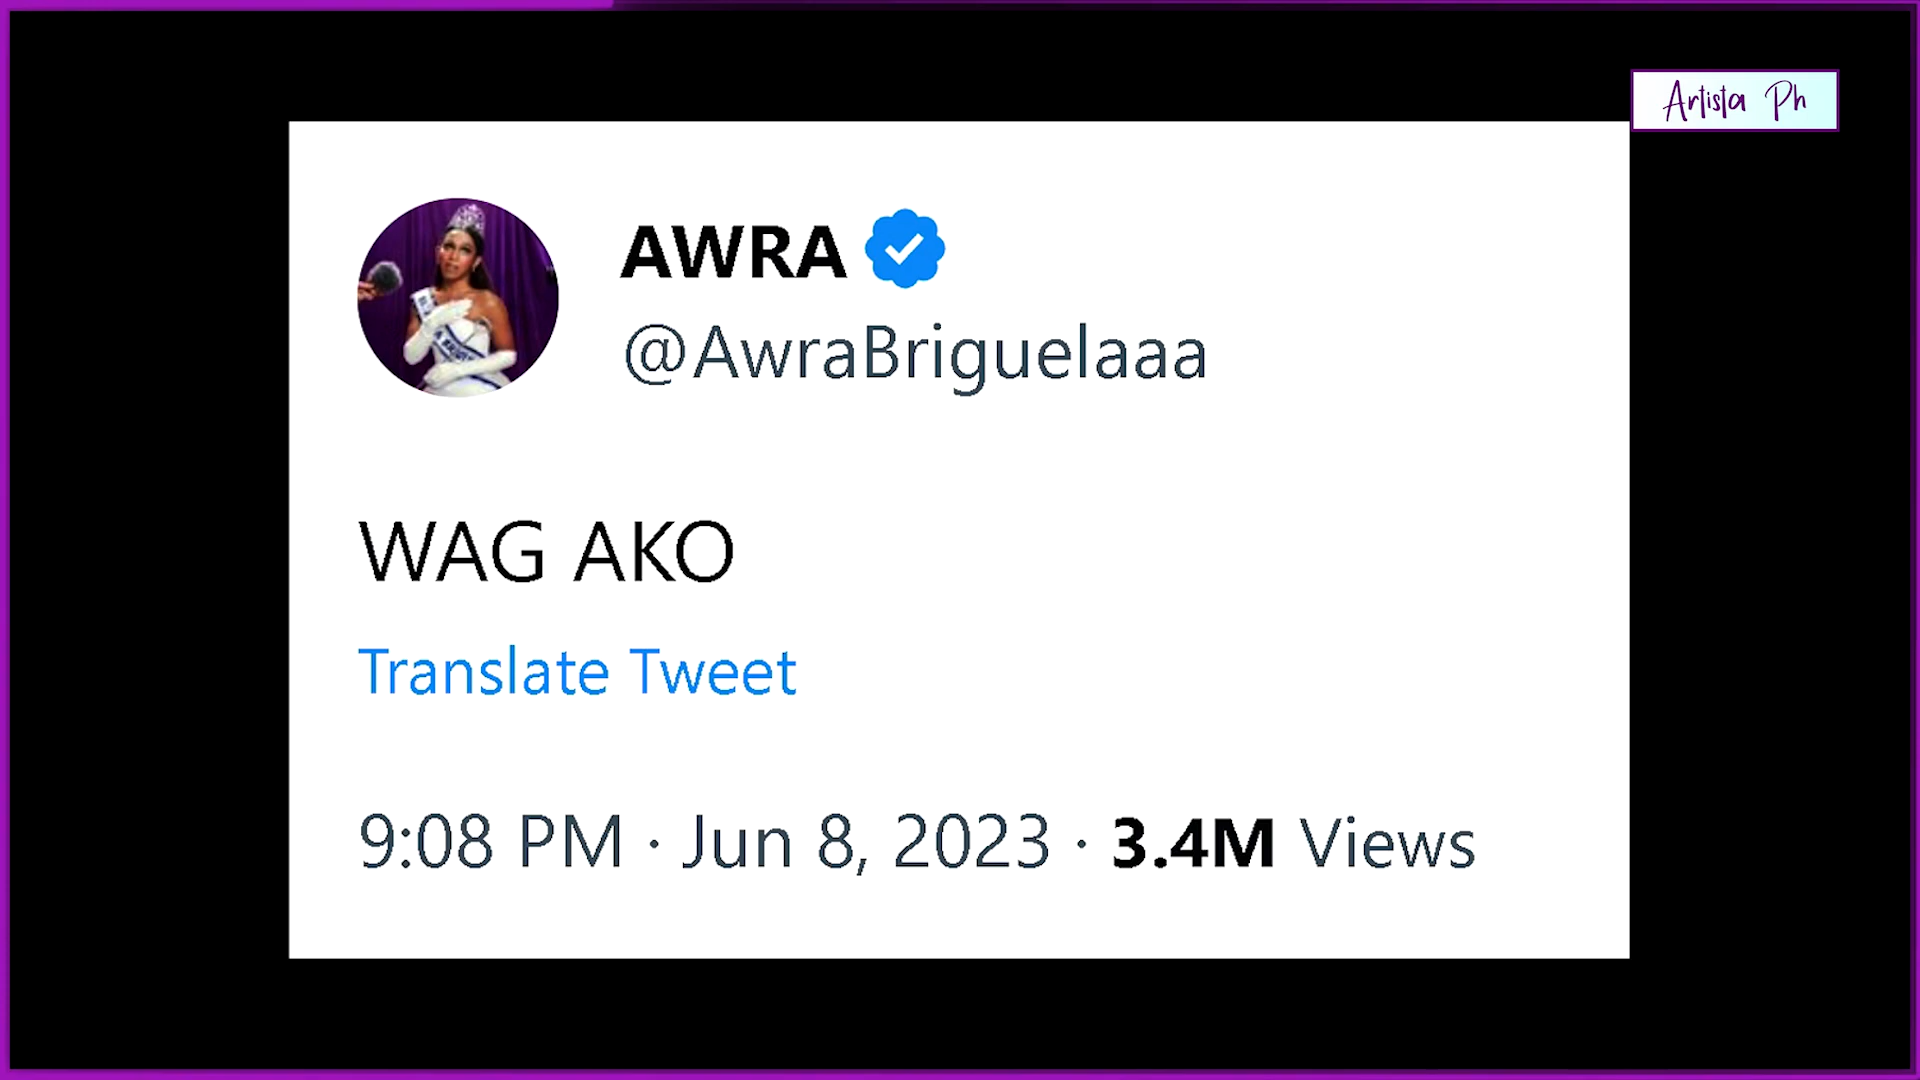 Artista Ph
AWRA
@AwraBriguelaaa
WAG AKO
Translate Tweet
9:08 PM · Jun 8, 2023 · 3.4M Views